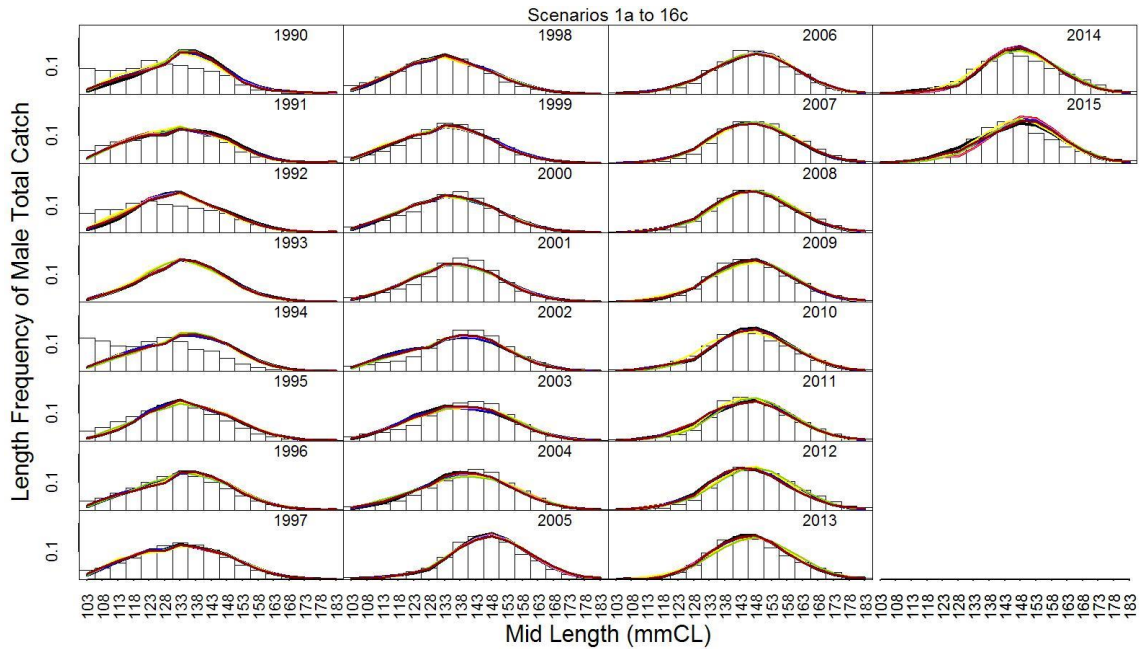 Scenarios 1a to 16c
Length Frequency of Male Total Catch
1990 1998 2006 2014
0.1
1991 1999 2007 2015
0.1
1992 2000 2008
0.1
1993 2001 2009
0.1
1994 2002 2010
0.1
1995 2003 2011
0.1
1996 2004 2012
0.1
1997 2005 2013
0.1
103 108 113 118 123 128 133 138 143 148 153 158 163 168 173 178 183
103 108 113 118 123 128 133 138 143 148 153 158 163 168 173 178 183
103 108 113 118 123 128 133 138 143 148 153 158 163 168 173 178 183
103 108 113 118 123 128 133 138 143 148 153 158 163 168 173 178 183
Mid Length (mmCL)